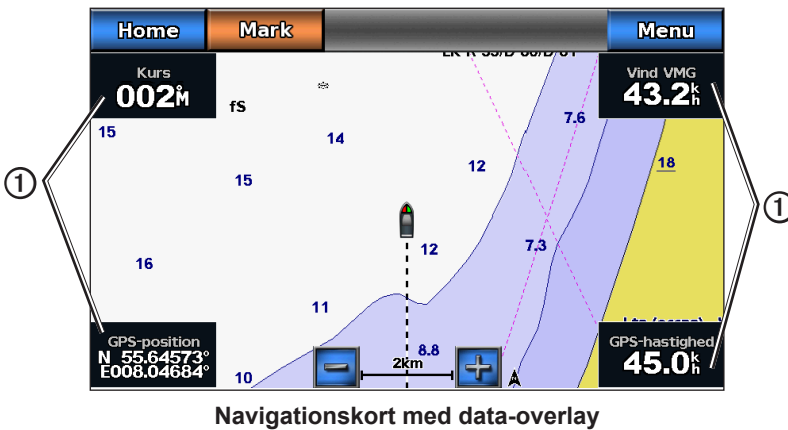 Home Mark Menu
Kurs
002°M
Vind VMG
43.2kh
fS
7.6
15
14
12
18
①
15
①
12
7.3
16
11
GPS-position
N 55.64573°
E008.04684°
GPS-hastighed
45.0kh
10
8.8
2km
Navigationskort med data-overlay